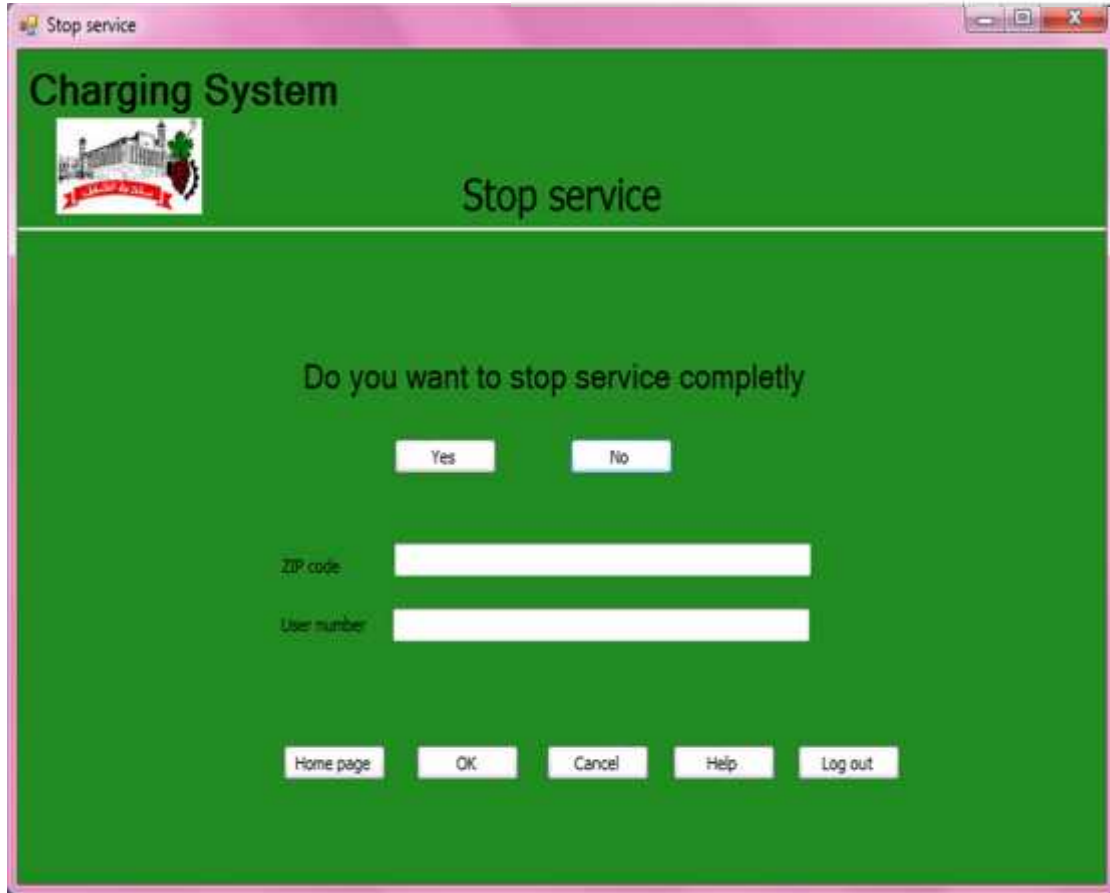 Stop service
Charging System
Stop service
Do you want to stop service completly
Yes No
ZIP code
User number
Home page OK Cancel Help Log out